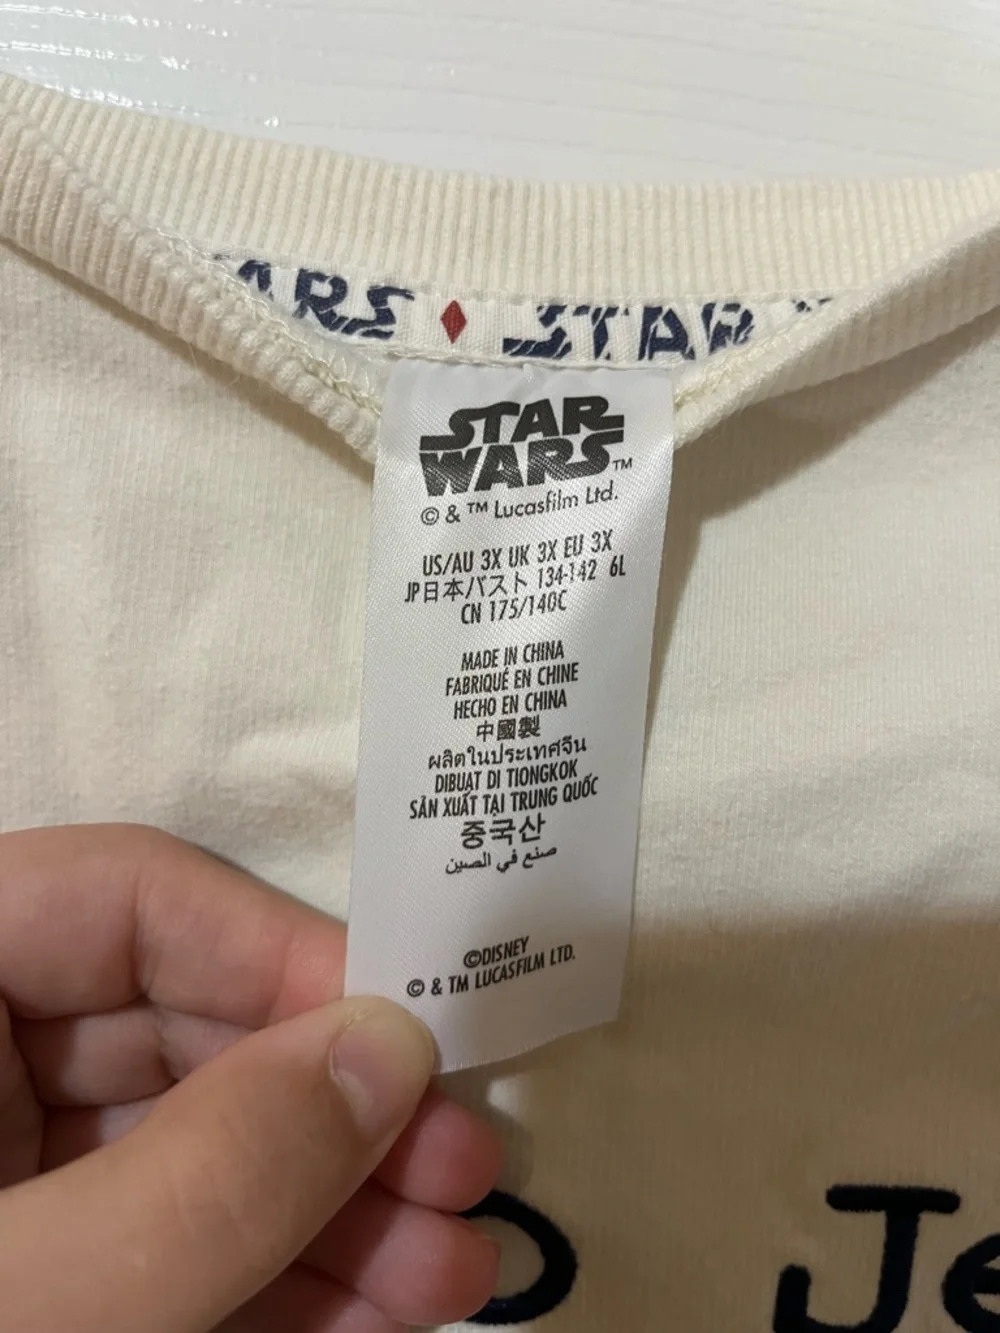 ARS STAR
STAR
WARS™
© & ™ Lucasfilm Ltd.
US/AU 3X UK 3X EU 3X
JP日本バスト 134-142 6L
CN 175/140C
MADE IN CHINA
FABRIQUÉ EN CHINE
HECHO EN CHINA
中國製
ผลิตในประเทศจีน
DIBUAT DI TIONGKOK
SẢN XUẤT TẠI TRUNG QUỐC
중국산
صنع في الصين
©DISNEY
© & TM LUCASFILM LTD.